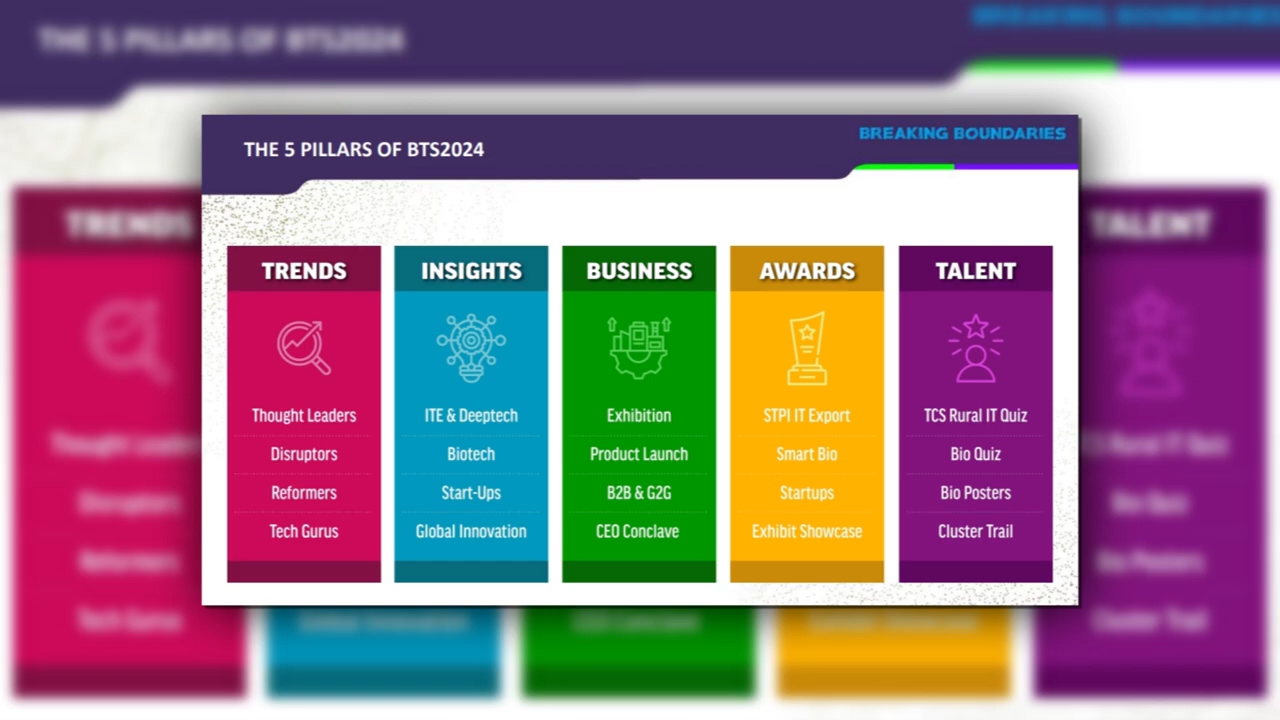 THE 5 PILLARS OF BTS2024
BREAKING BOUNDARIES
TRENDS
Thought Leaders
Disruptors
Reformers
Tech Gurus
INSIGHTS
ITE & Deeptech
Biotech
Start-Ups
Global Innovation
BUSINESS
Exhibition
Product Launch
B2B & G2G
CEO Conclave
AWARDS
STPI IT Export
Smart Bio
Startups
Exhibit Showcase
TALENT
TCS Rural IT Quiz
Bio Quiz
Bio Posters
Cluster Trail